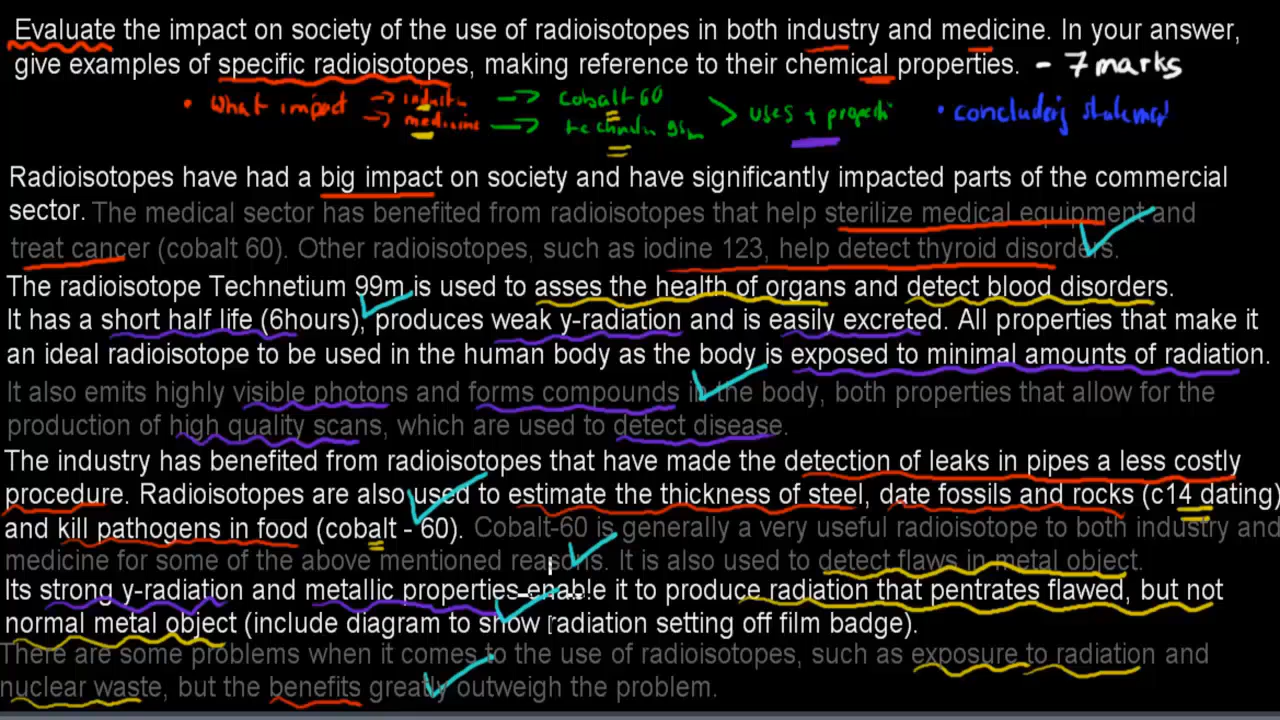 Evaluate the impact on society of the use of radioisotopes in both industry and medicine. In your answer,
give examples of specific radioisotopes, making reference to their chemical properties. - 7 marks
• What impact → → medicine → cobalt 60 → > uses + • concluding statement
Radioisotopes have had a big impact on society and have significantly impacted parts of the commercial
sector. The medical sector has benefited from radioisotopes that help sterilize medical equipment and
treat cancer (cobalt 60). Other radioisotopes, such as iodine 123, help detect thyroid disorders.
The radioisotope Technetium 99m is used to asses the health of organs and detect blood disorders.
It has a short half life (6hours), produces weak y-radiation and is easily excreted. All properties that make it
an ideal radioisotope to be used in the human body as the body is exposed to minimal amounts of radiation.
It also emits highly visible photons and forms compounds in the body, both properties that allow for the
production of high quality scans, which are used to detect disease.
The industry has benefited from radioisotopes that have made the detection of leaks in pipes a less costly
procedure. Radioisotopes are also used to estimate the thickness of steel, date fossils and rocks (c14 dating)
and kill pathogens in food (cobalt - 60). Cobalt-60 is generally a very useful radioisotope to both industry and
medicine for some of the above mentioned reasons. It is also used to detect flaws in metal object.
Its strong y-radiation and metallic properties enable it to produce radiation that pentrates flawed, but not
normal metal object (include diagram to show radiation setting off film badge).
There are some problems when it comes to the use of radioisotopes, such as exposure to radiation and
nuclear waste, but the benefits greatly outweigh the problem.